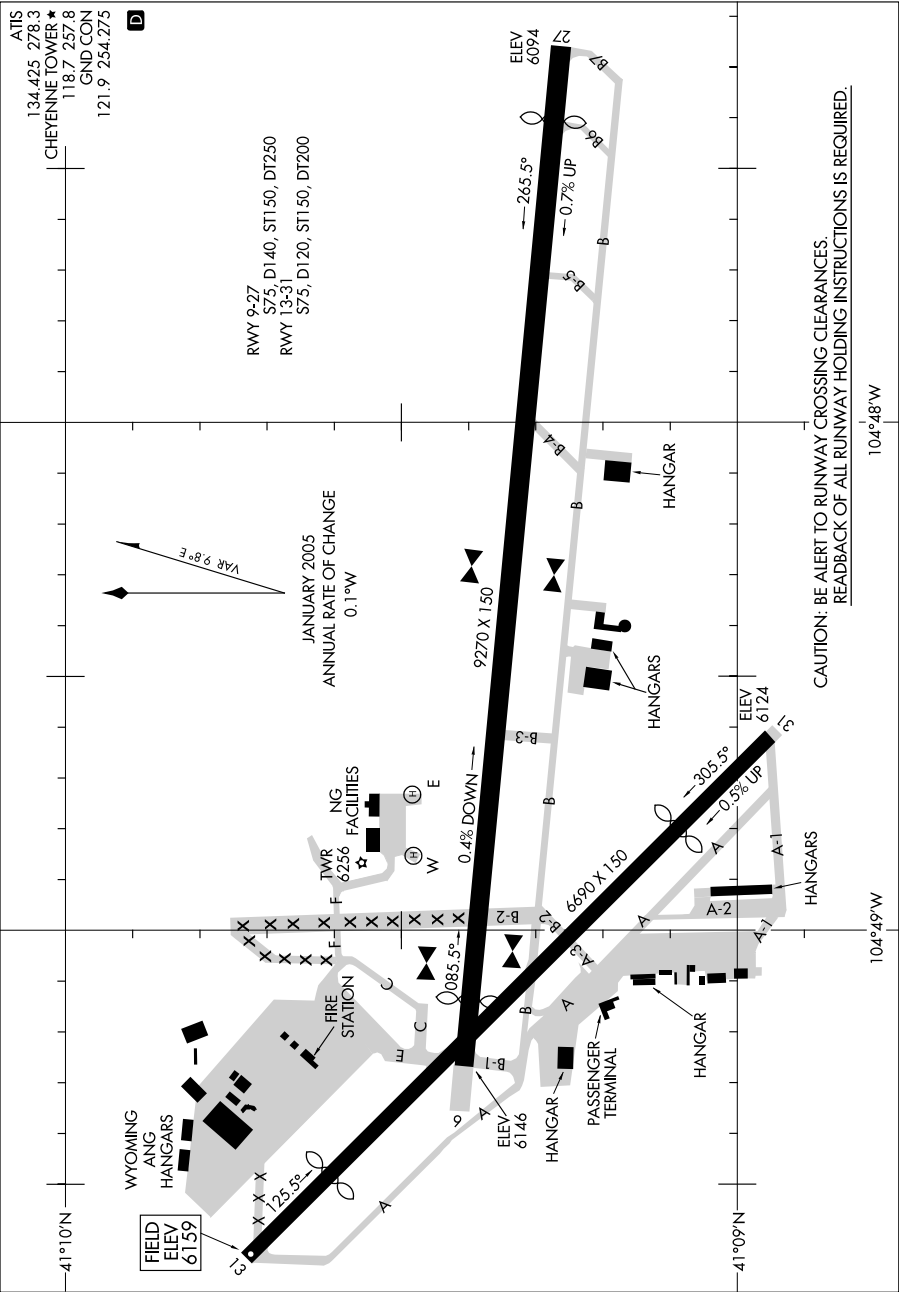 ATIS
134.425 278.3
CHEYENNE TOWER ★
118.7 257.8
GND CON
121.9 254.275
D
RWY 9-27
S75, D140, ST150, DT250
RWY 13-31
S75, D120, ST150, DT200
VAR 9.8° E
JANUARY 2005
ANNUAL RATE OF CHANGE
0.1°W
41°10'N
41°09'N
104°49'W
104°48'W
FIELD
ELEV
6159
13
125.5°
WYOMING
ANG
HANGARS
FIRE
STATION
TWR
6256
NG
FACILITIES
H
W
H
E
F
F
C
C
E
A
A
9
085.5°
0.4% DOWN
9270 X 150
265.5°
0.7% UP
ELEV
6094
27
ELEV
6146
B-1
B
B-2
B-2
B-3
B
B
B-4
B-5
B
B6
B7
HANGAR
PASSENGER
TERMINAL
HANGAR
A
A-3
A
A
A-2
A-1
A-1
HANGARS
6690 X 150
305.5°
0.5% UP
ELEV
6124
31
HANGARS
HANGAR
CAUTION: BE ALERT TO RUNWAY CROSSING CLEARANCES.
READBACK OF ALL RUNWAY HOLDING INSTRUCTIONS IS REQUIRED.